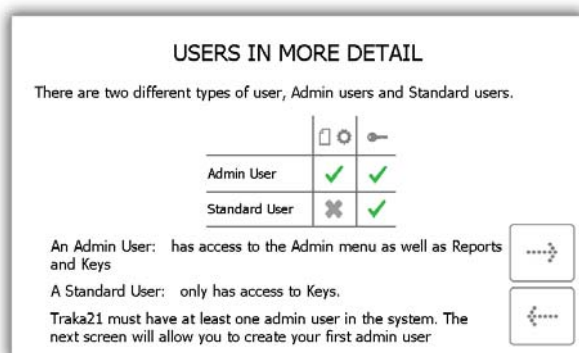 USERS IN MORE DETAIL
There are two different types of user, Admin users and Standard users.
Admin User
Standard User
An Admin User: has access to the Admin menu as well as Reports
and Keys
A Standard User: only has access to Keys.
Traka21 must have at least one admin user in the system. The
next screen will allow you to create your first admin user